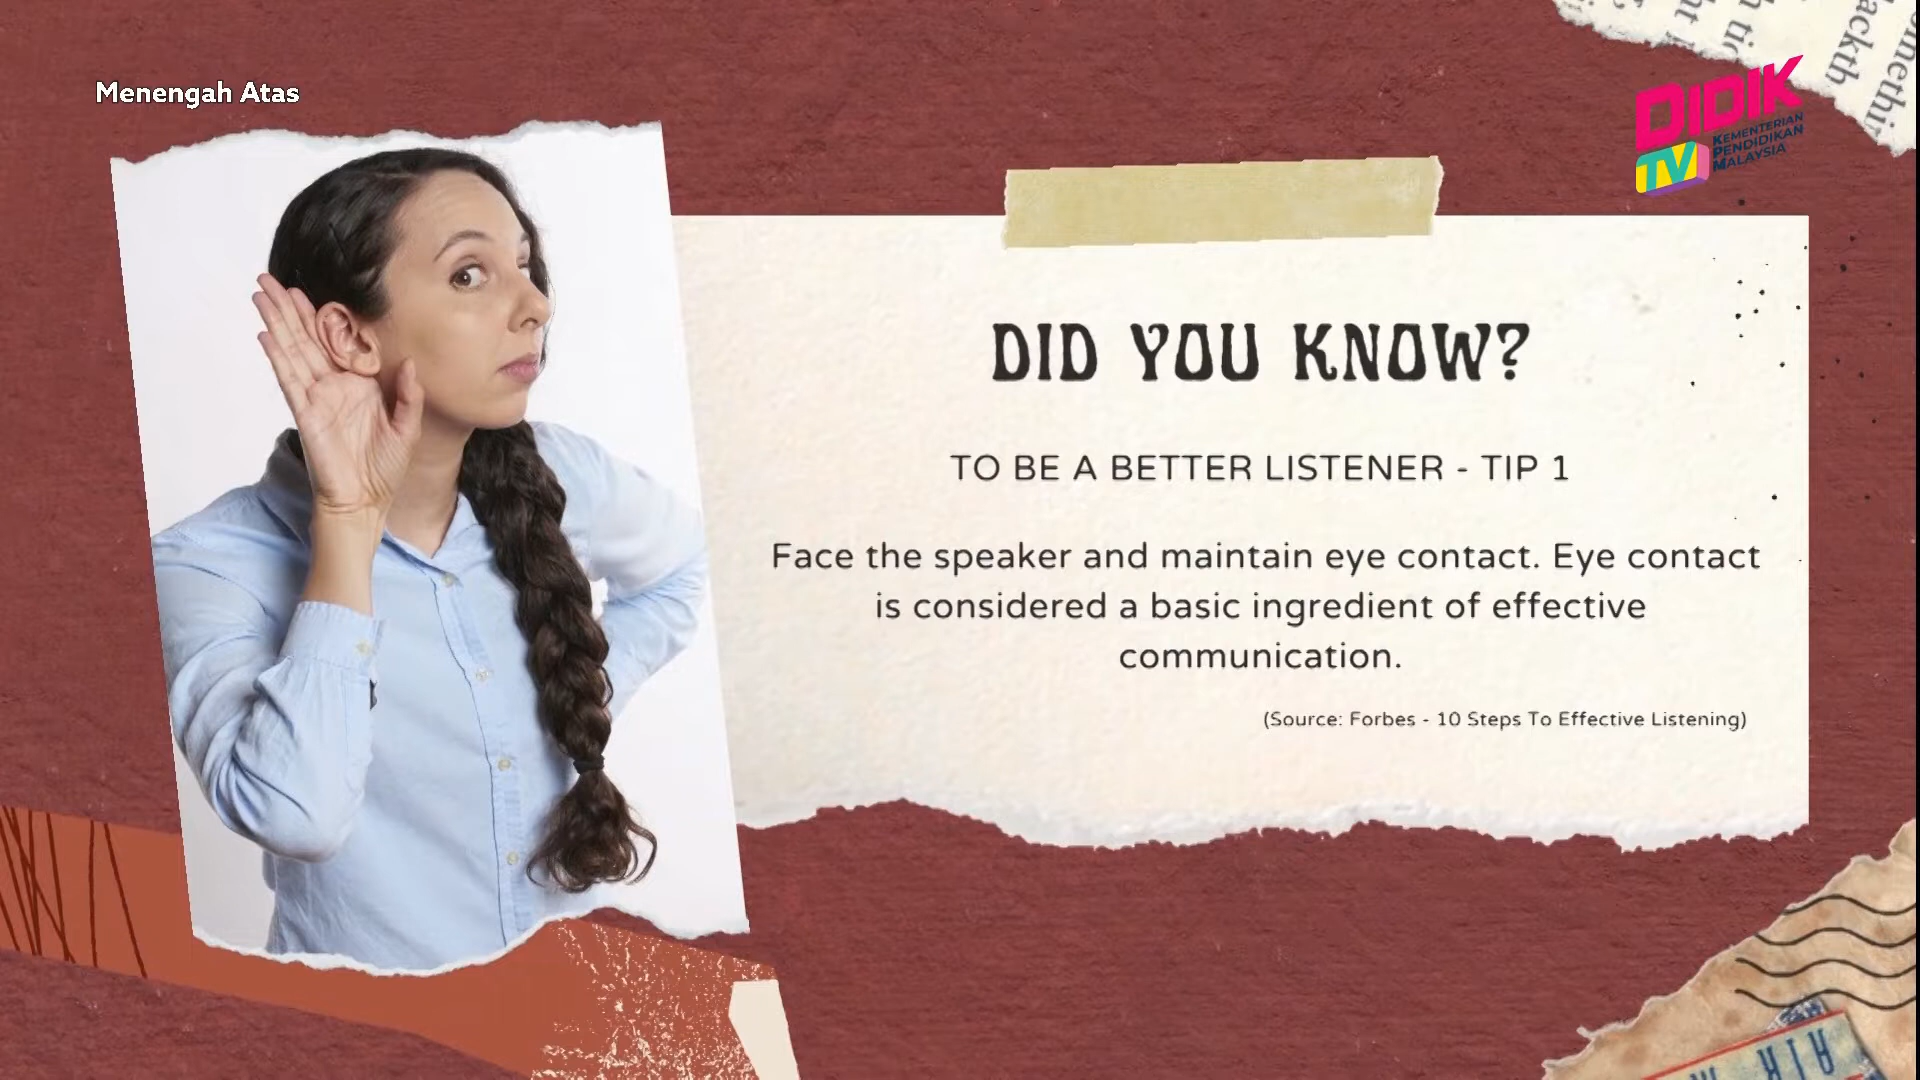 Menengah Atas
DIDIK
TV
KEMENTERIAN
PENDIDIKAN
MALAYSIA
DID YOU KNOW?
TO BE A BETTER LISTENER - TIP 1
Face the speaker and maintain eye contact. Eye contact
is considered a basic ingredient of effective
communication.
(Source: Forbes - 10 Steps To Effective Listening)